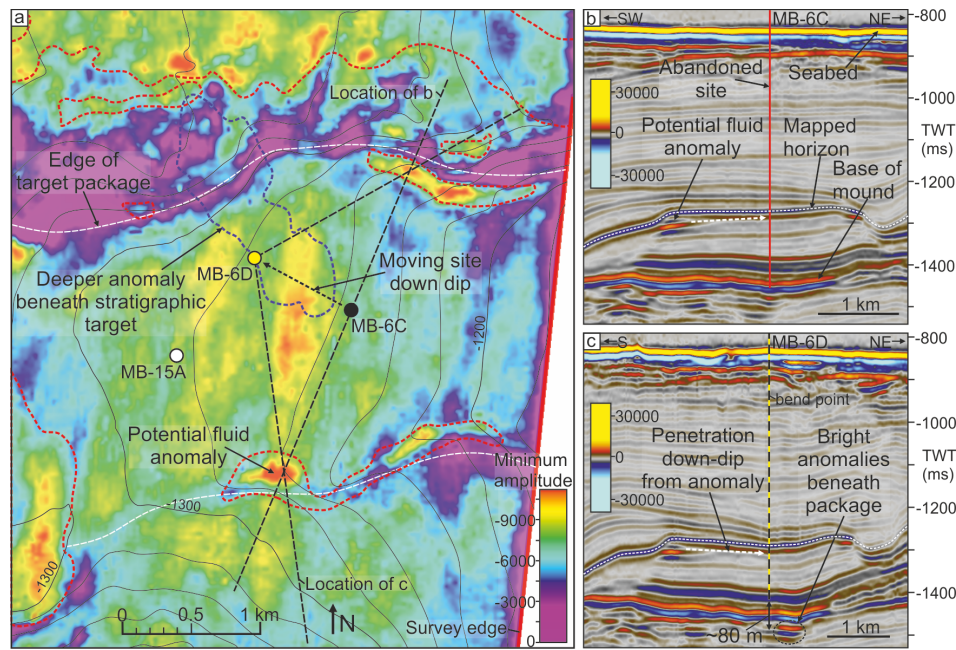 a
Location of b
Edge of
target package
Deeper anomaly
beneath stratigraphic
target
MB-6D
Moving site
down dip
MB-6C
MB-15A
-1200
Potential fluid
anomaly
-1300
-1300
Location of c
0 0.5 1 km
N
Survey edge
Minimum
amplitude
-9000
-6000
-3000
0
b
SW
MB-6C
NE
Abandoned
site
Seabed
30000
0
-30000
Potential fluid
anomaly
Mapped
horizon
Base of
mound
1 km
-800
-1000
TWT
(ms)
-1200
-1400
c
S
MB-6D
NE
bend point
30000
0
-30000
Penetration
down-dip
from anomaly
Bright
anomalies
beneath
package
~80 m
1 km
-800
-1000
TWT
(ms)
-1200
-1400